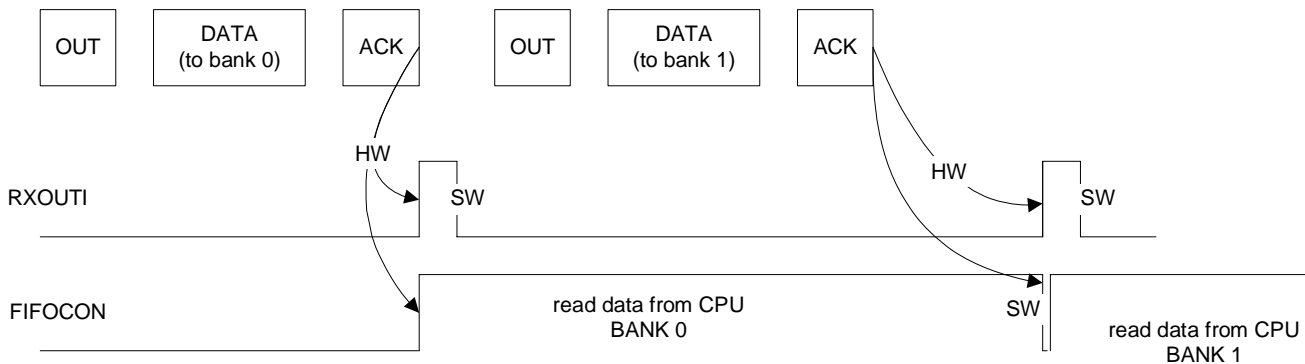 OUT
DATA
(to bank 0)
ACK
OUT
DATA
(to bank 1)
ACK
HW
HW
RXOUTI
SW
SW
FIFOCON
read data from CPU
BANK 0
SW
read data from CPU
BANK 1